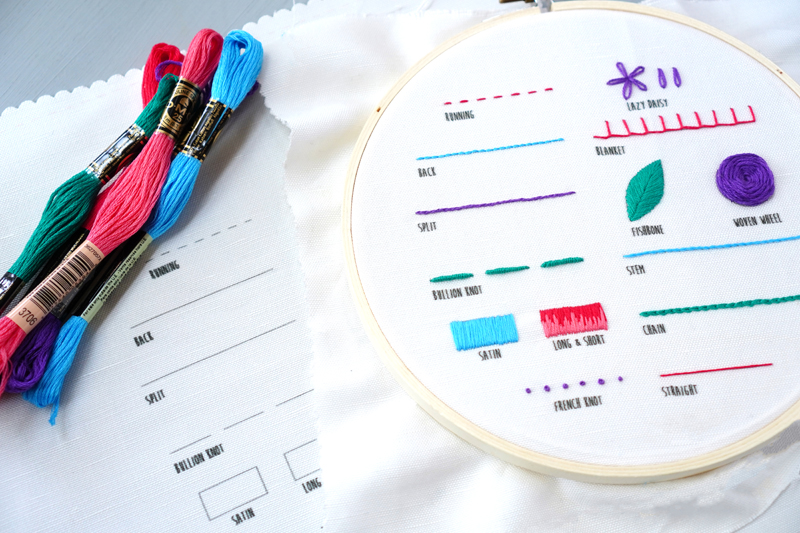 RUNNING
BACK
SPLIT
BULLION KNOT
SATIN
LONG
3706
RUNNING
BACK
SPLIT
BULLION KNOT
SATIN
LONG & SHORT
FRENCH KNOT
LAZY DAISY
BLANKET
FISHBONE
WOVEN WHEEL
STEM
CHAIN
STRAIGHT